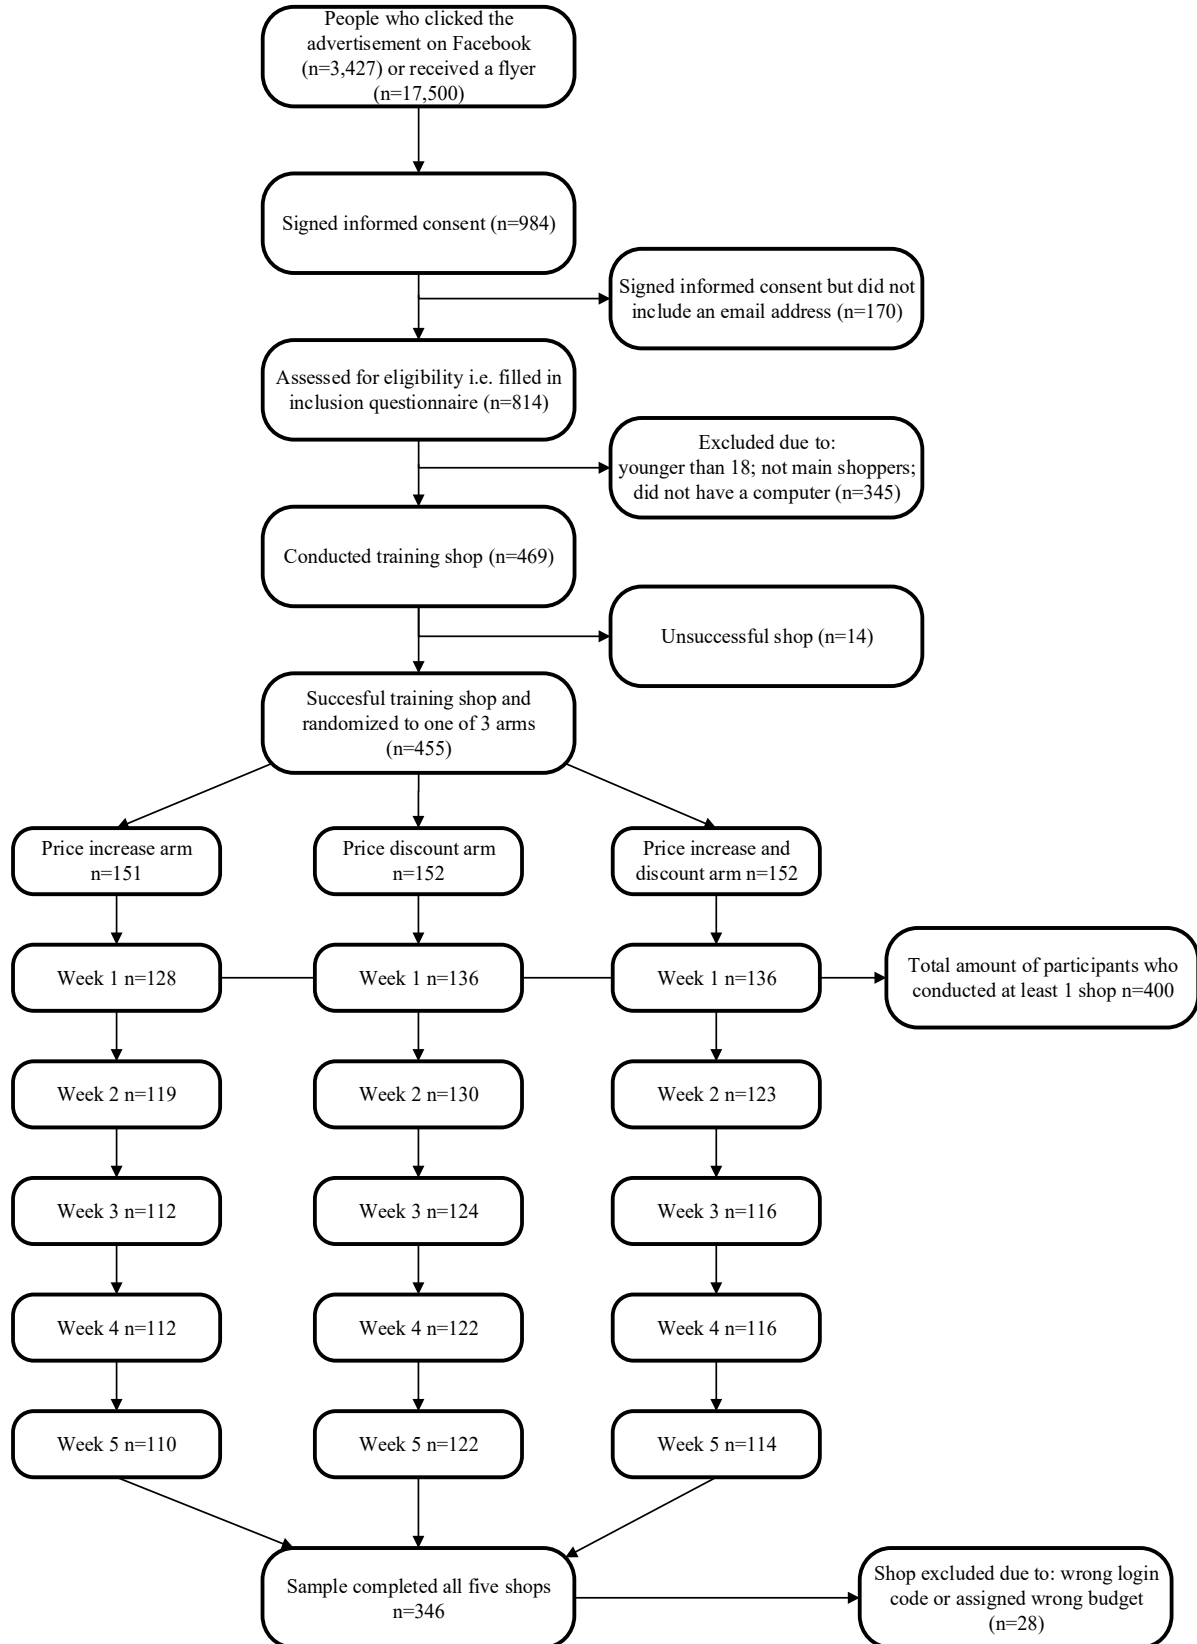 People who clicked the
advertisement on Facebook
(n=3,427) or received a flyer
(n=17,500)
Signed informed consent (n=984)
Signed informed consent but did not
include an email address (n=170)
Assessed for eligibility i.e. filled in
inclusion questionnaire (n=814)
Excluded due to:
younger than 18; not main shoppers;
did not have a computer (n=345)
Conducted training shop (n=469)
Unsuccessful shop (n=14)
Succesful training shop and
randomized to one of 3 arms
(n=455)
Price increase arm
n=151
Price discount arm
n=152
Price increase and
discount arm n=152
Week 1 n=128
Week 1 n=136
Week 1 n=136
Total amount of participants who
conducted at least 1 shop n=400
Week 2 n=119
Week 2 n=130
Week 2 n=123
Week 3 n=112
Week 3 n=124
Week 3 n=116
Week 4 n=112
Week 4 n=122
Week 4 n=116
Week 5 n=110
Week 5 n=122
Week 5 n=114
Sample completed all five shops
n=346
Shop excluded due to: wrong login
code or assigned wrong budget
(n=28)